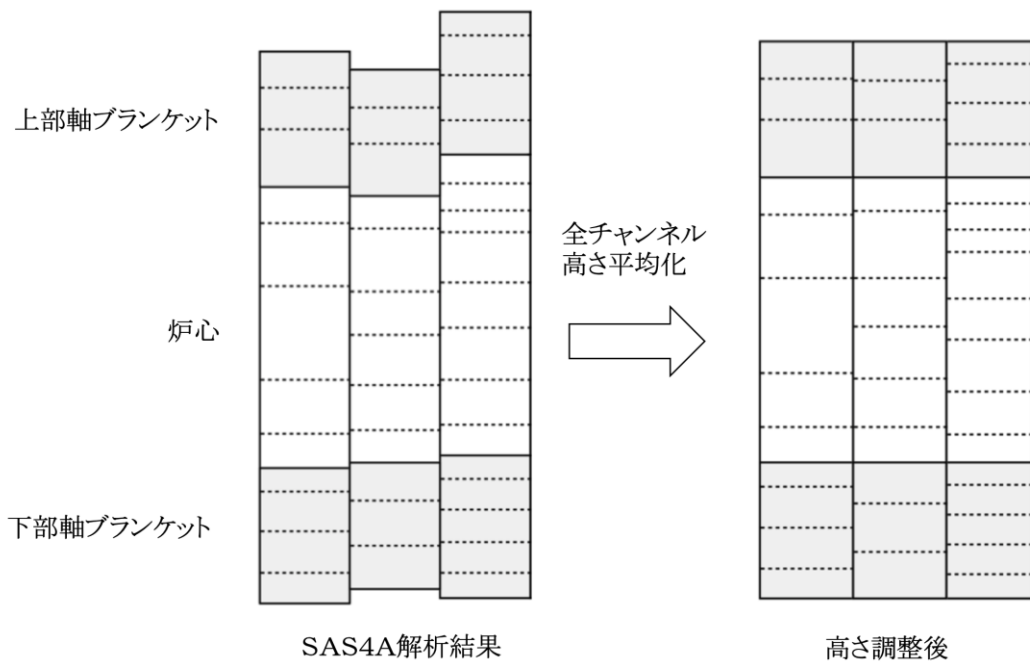 上部軸ブランケット
全チャンネル
高さ平均化
炉心
下部軸ブランケット
SAS4A解析結果
高さ調整後